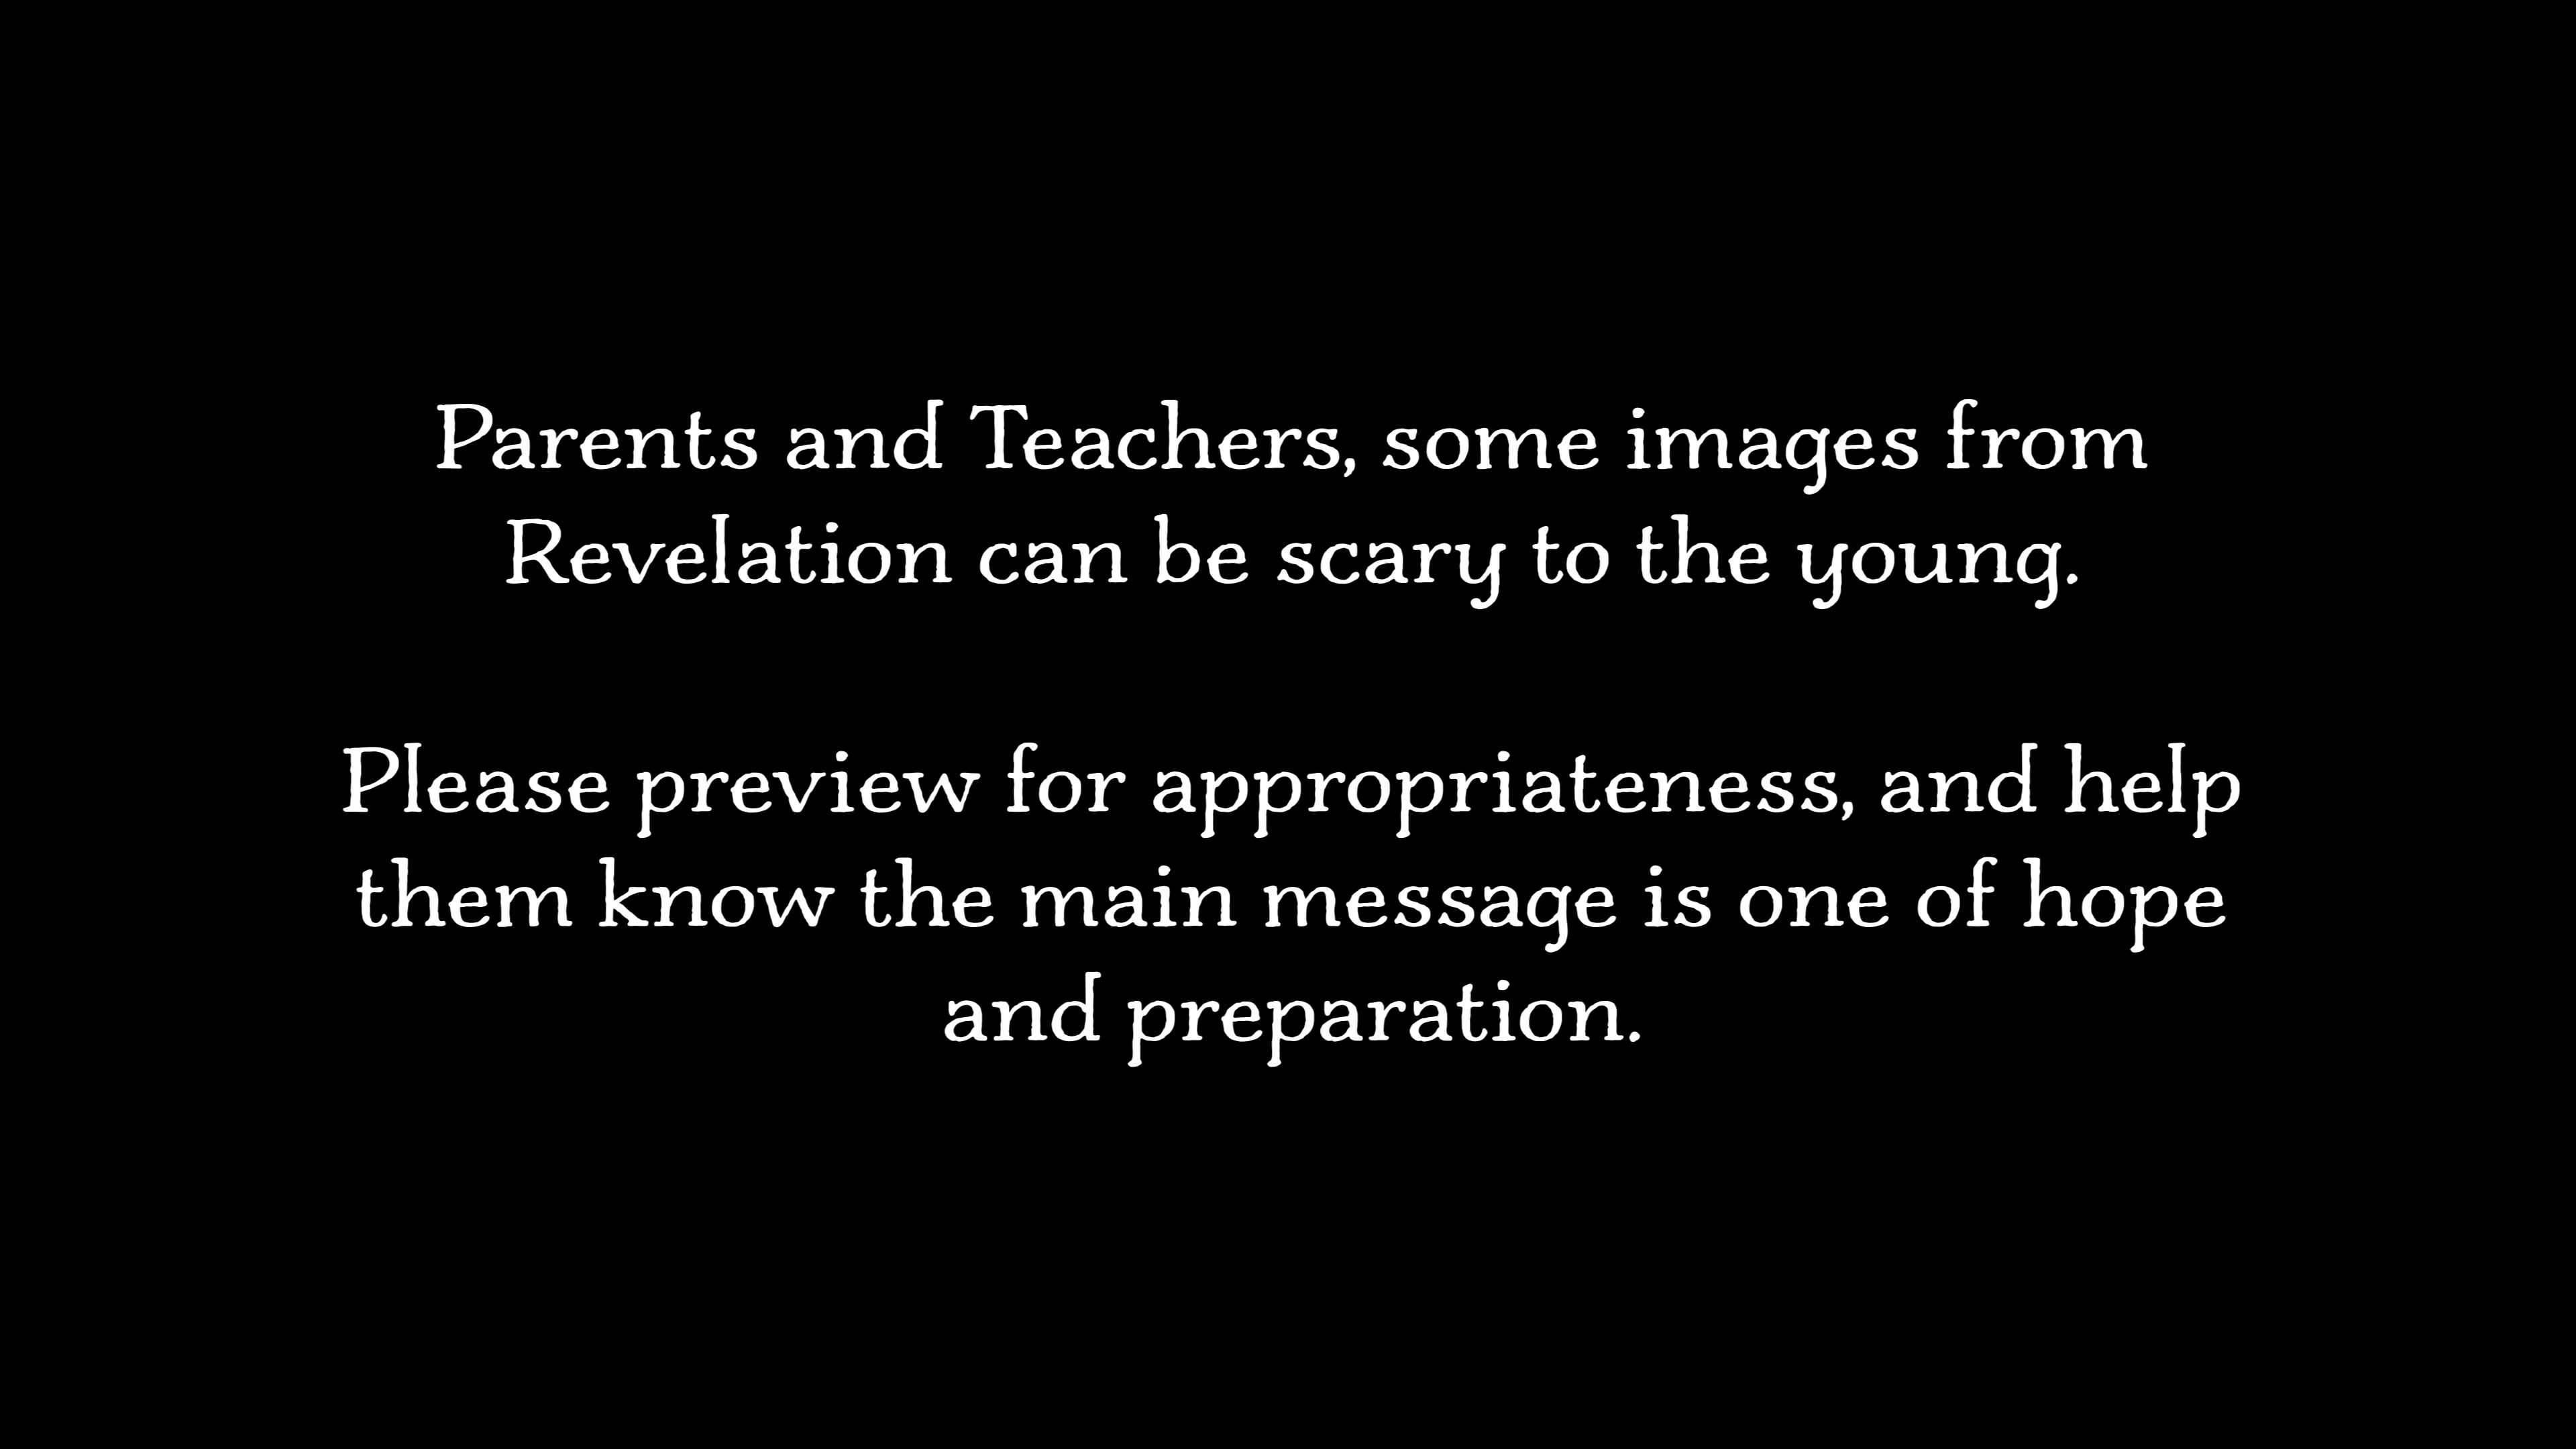 Parents and Teachers, some images from
Revelation can be scary to the young.
Please preview for appropriateness, and help
them know the main message is one of hope
and preparation.